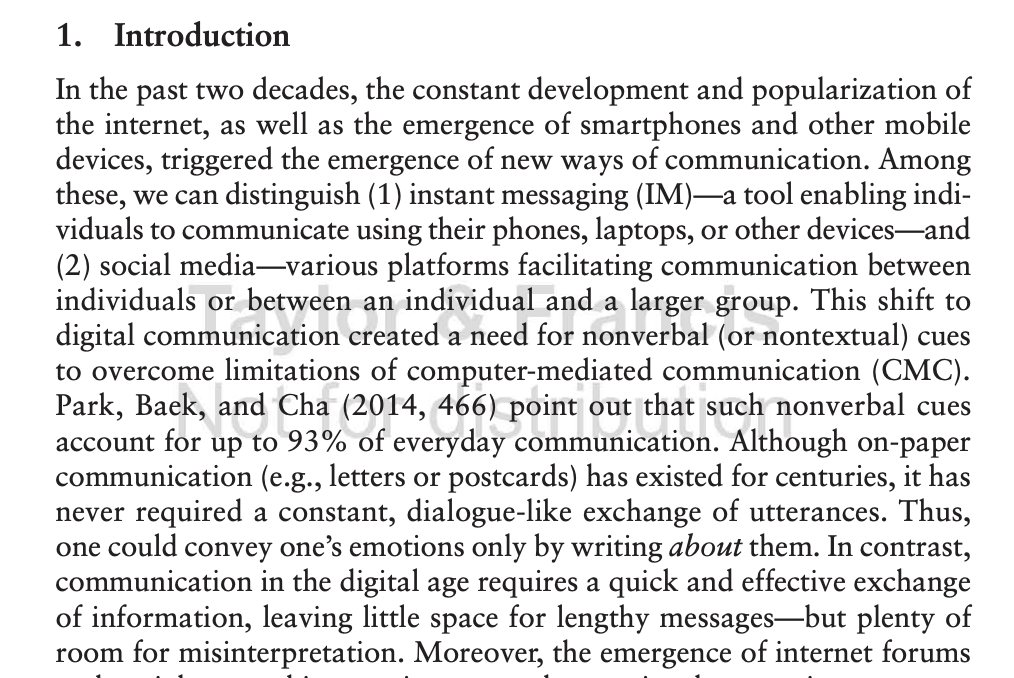 1. Introduction
In the past two decades, the constant development and popularization of
the internet, as well as the emergence of smartphones and other mobile
devices, triggered the emergence of new ways of communication. Among
these, we can distinguish (1) instant messaging (IM)—a tool enabling indi-
viduals to communicate using their phones, laptops, or other devices—and
(2) social media—various platforms facilitating communication between
individuals or between an individual and a larger group. This shift to
digital communication created a need for nonverbal (or nontextual) cues
to overcome limitations of computer-mediated communication (CMC).
Park, Baek, and Cha (2014, 466) point out that such nonverbal cues
account for up to 93% of everyday communication. Although on-paper
communication (e.g., letters or postcards) has existed for centuries, it has
never required a constant, dialogue-like exchange of utterances. Thus,
one could convey one’s emotions only by writing about them. In contrast,
communication in the digital age requires a quick and effective exchange
of information, leaving little space for lengthy messages—but plenty of
room for misinterpretation. Moreover, the emergence of internet forums
Taylor & Francis
Not for distribution